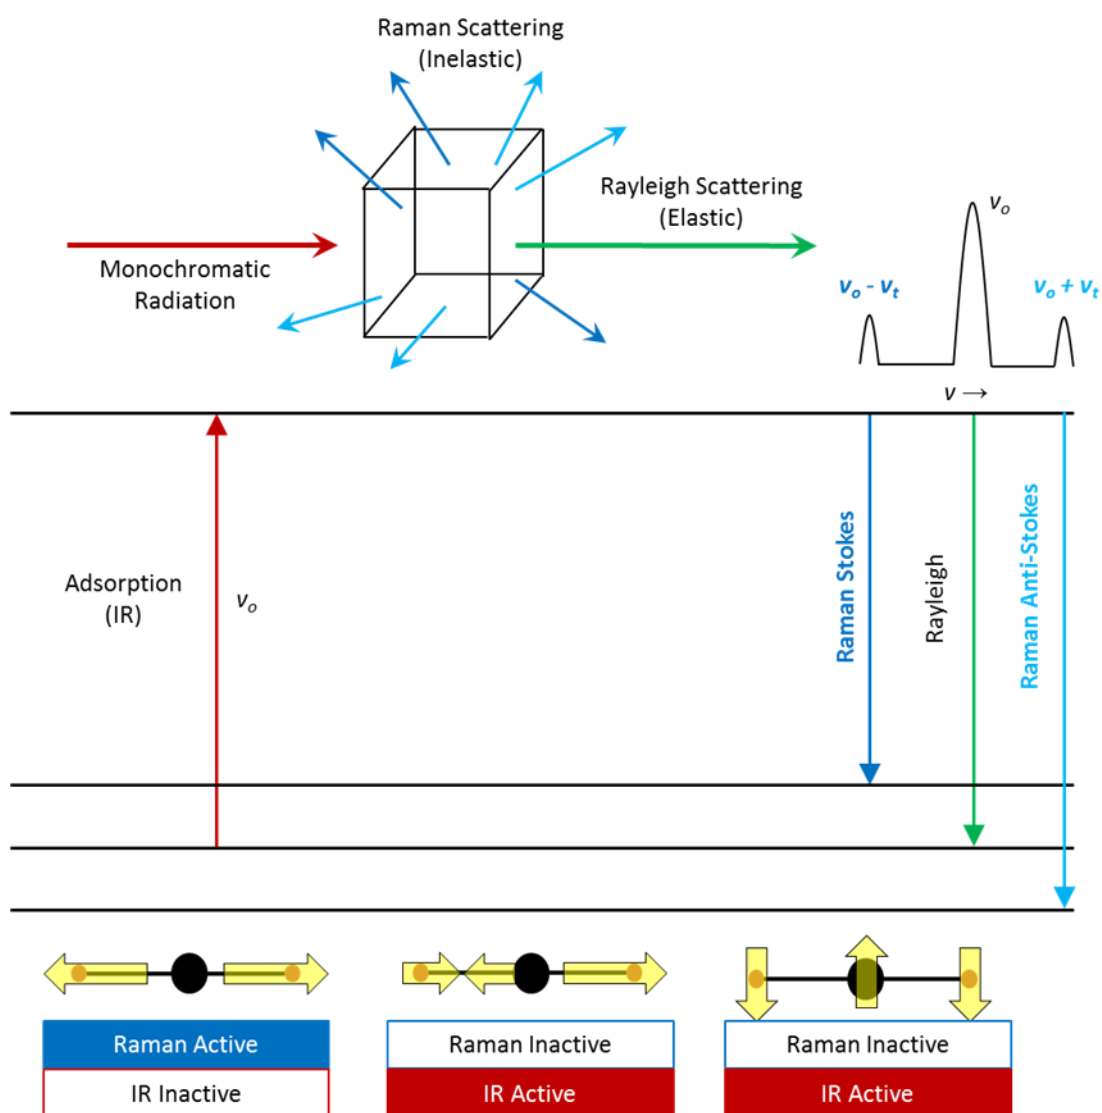 Raman Scattering
(Inelastic)
Rayleigh Scattering
(Elastic)
Monochromatic
Radiation
νo
νo - νt
νo + νt
ν →
Adsorption
(IR)
νo
Raman Stokes
Rayleigh
Raman Anti-Stokes
Raman Active
IR Inactive
Raman Inactive
IR Active
Raman Inactive
IR Active